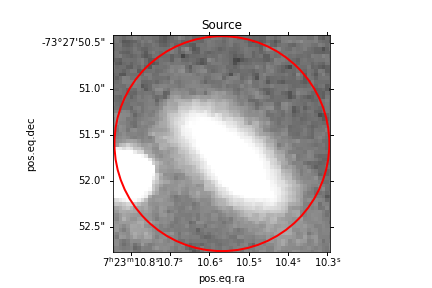 Source
-73°27'50.5"
51.0"
51.5"
52.0"
52.5"
7ʰ23ᵐ10.8ˢ 10.7ˢ 10.6ˢ 10.5ˢ 10.4ˢ 10.3ˢ
pos.eq.dec
pos.eq.ra